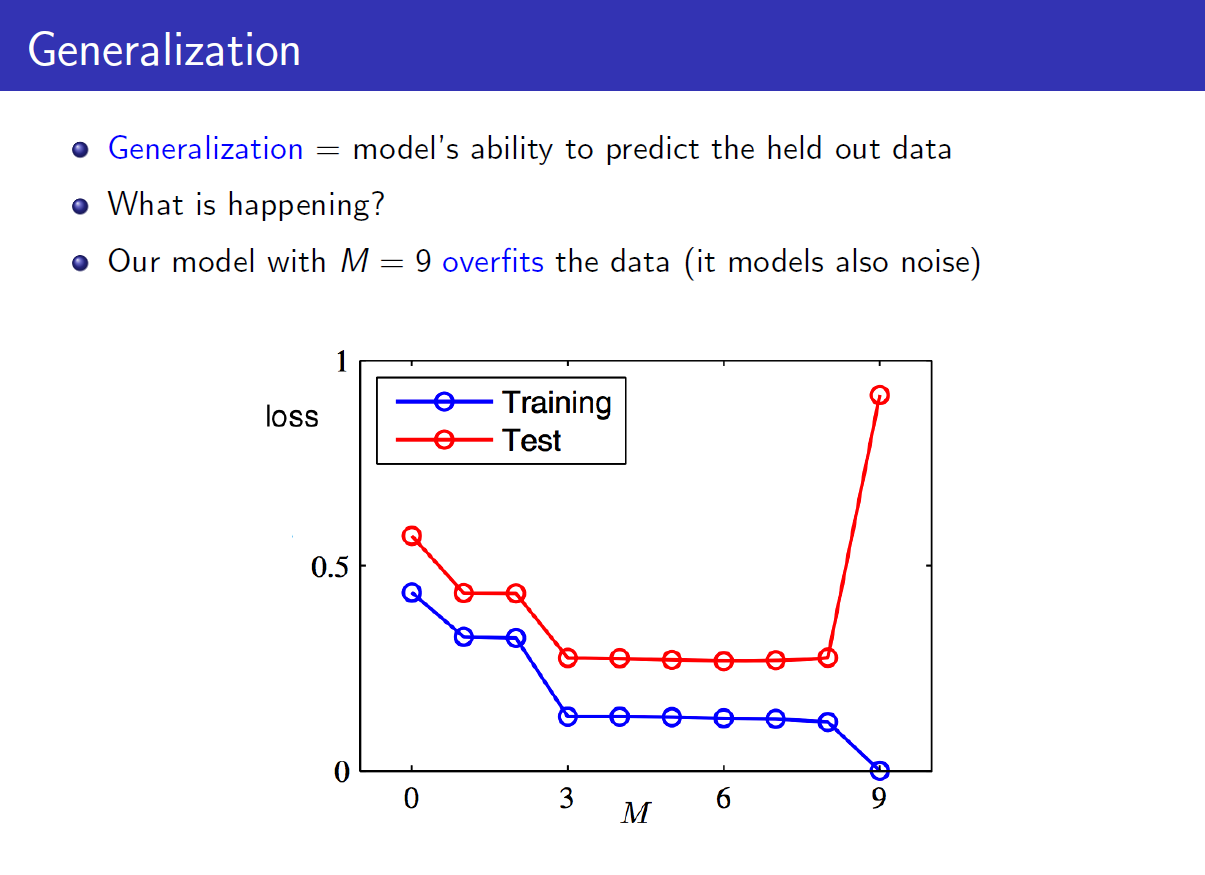 Generalization
Generalization = model's ability to predict the held out data
What is happening?
Our model with M = 9 overfits the data (it models also noise)
1
loss
Training
Test
0.5
0
0 3 6 9
M